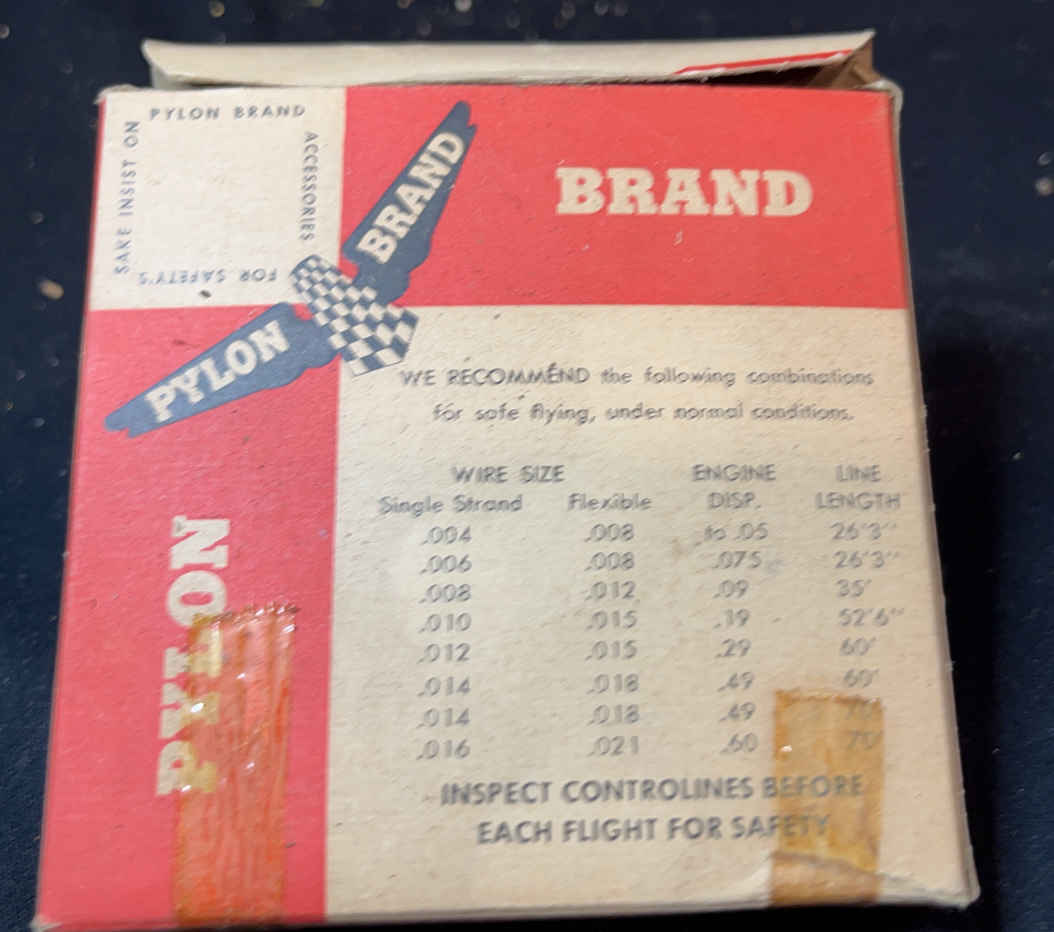 PYLON BRAND
ACCESSORIES
FOR SAFETY'S
SAKE INSIST ON
PYLON BRAND
BRAND
PYLON
WE RECOMMEND the following combinations
for safe flying, under normal conditions.
WIRE SIZE ENGINE LINE
Single Strand Flexible DISP. LENGTH
.004 .008 to .05 26'3"
.006 .008 .075 26'3"
.008 .012 .09 35'
.010 .015 .19 52'6"
.012 .015 .29 60'
.014 .018 .49 60'
.014 .018 .49
.016 .021 .60 70'
INSPECT CONTROLINES BEFORE
EACH FLIGHT FOR SAFETY